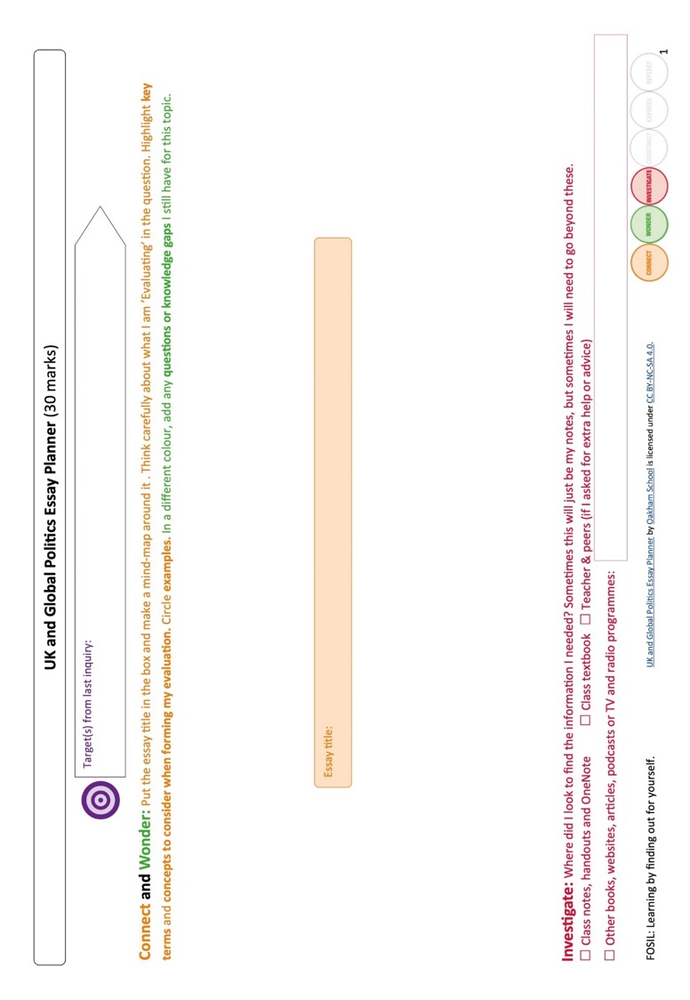 UK and Global Politics Essay Planner (30 marks)
Target(s) from last inquiry:
Connect and Wonder: Put the essay title in the box and make a mind-map around it . Think carefully about what I am ‘Evaluating’ in the question. Highlight key
terms and concepts to consider when forming my evaluation. Circle examples. In a different colour, add any questions or knowledge gaps I still have for this topic.
Essay title:
Investigate: Where did I look to find the information I needed? Sometimes this will just be my notes, but sometimes I will need to go beyond these.
☐ Class notes, handouts and OneNote ☐ Class textbook ☐ Teacher & peers (if I asked for extra help or advice)
☐ Other books, websites, articles, podcasts or TV and radio programmes:
FOSIL: Learning by finding out for yourself.
UK and Global Politics Essay Planner by Oakham School is licensed under CC BY-NC-SA 4.0.
CONNECT
WONDER
INVESTIGATE
CONSTRUCT
EXPRESS
REFLECT
1